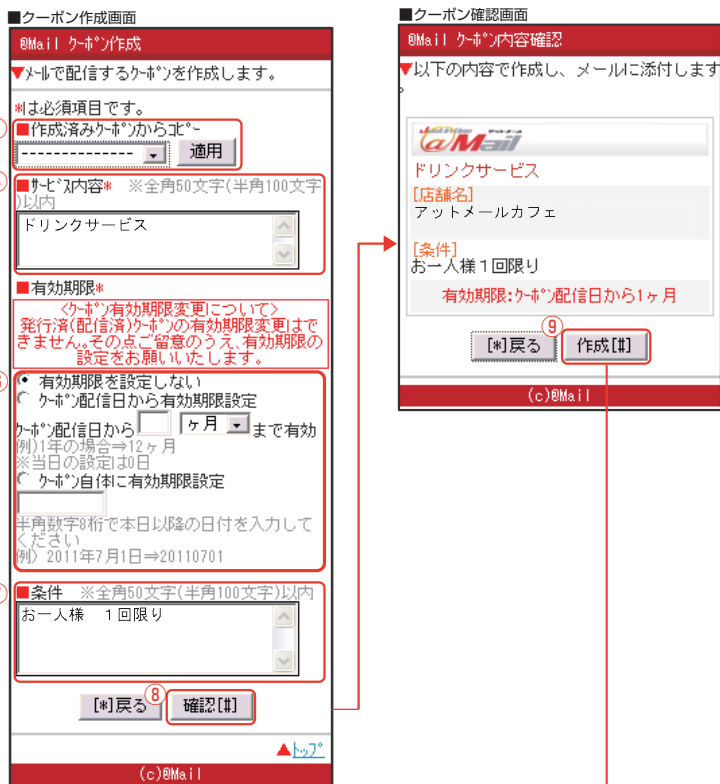 ■クーポン作成画面
@Mail ｸｰﾎﾟﾝ作成
▼ﾒｰﾙで配信するｸｰﾎﾟﾝを作成します。
*は必須項目です。
■作成済みｸｰﾎﾟﾝからｺﾋﾟｰ
-------------- 適用
■ｻｰﾋﾞｽ内容* ※全角50文字(半角100文字
)以内
ドリンクサービス
■有効期限*
<ｸｰﾎﾟﾝ有効期限変更について>
発行済(配信済)ｸｰﾎﾟﾝの有効期限変更はで
きません。その点ご留意のうえ、有効期限の
設定をお願いいたします。
有効期限を設定しない
ｸｰﾎﾟﾝ配信日から有効期限設定
ｸｰﾎﾟﾝ配信日から ヶ月 まで有効
例)1年の場合⇒12ヶ月
※当日の設定は0日
ｸｰﾎﾟﾝ自体に有効期限設定
半角数字8桁で本日以降の日付を入力して
ください
例) 2011年7月1日⇒20110701
■条件 ※全角50文字(半角100文字)以内
お一人様 1回限り
[*]戻る ⑧ 確認[#]
▲ﾄｯﾌﾟ
(c)@Mail
■クーポン確認画面
@Mail ｸｰﾎﾟﾝ内容確認
▼以下の内容で作成し、メールに添付します
。
@Mail
ドリンクサービス
[店舗名]
アットメールカフェ
[条件]
お一人様1回限り
有効期限:ｸｰﾎﾟﾝ配信日から1ヶ月
[*]戻る ⑨ 作成[#]
(c)@Mail